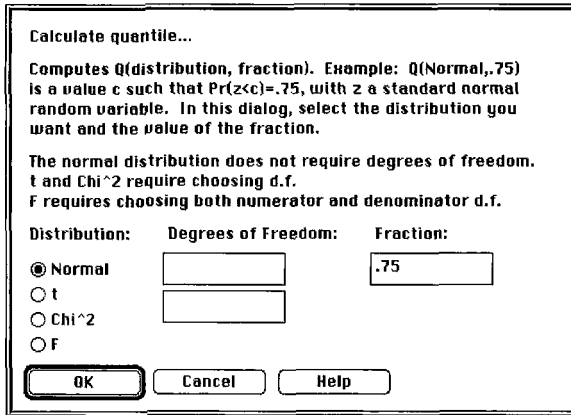 Calculate quantile...
Computes Q(distribution, fraction). Example: Q(Normal,.75)
is a value c such that Pr(z<c)=.75, with z a standard normal
random variable. In this dialog, select the distribution you
want and the value of the fraction.
The normal distribution does not require degrees of freedom.
t and Chi^2 require choosing d.f.
F requires choosing both numerator and denominator d.f.
Distribution: Degrees of Freedom: Fraction:
Normal .75
t
Chi^2
F
OK Cancel Help